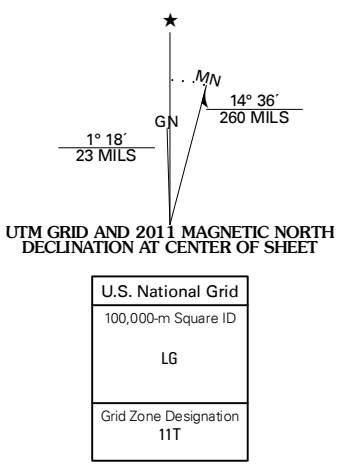 ★
MN
GN
14° 36´
260 MILS
1° 18´
23 MILS
UTM GRID AND 2011 MAGNETIC NORTH
DECLINATION AT CENTER OF SHEET
U.S. National Grid
100,000-m Square ID
LG
Grid Zone Designation
11T